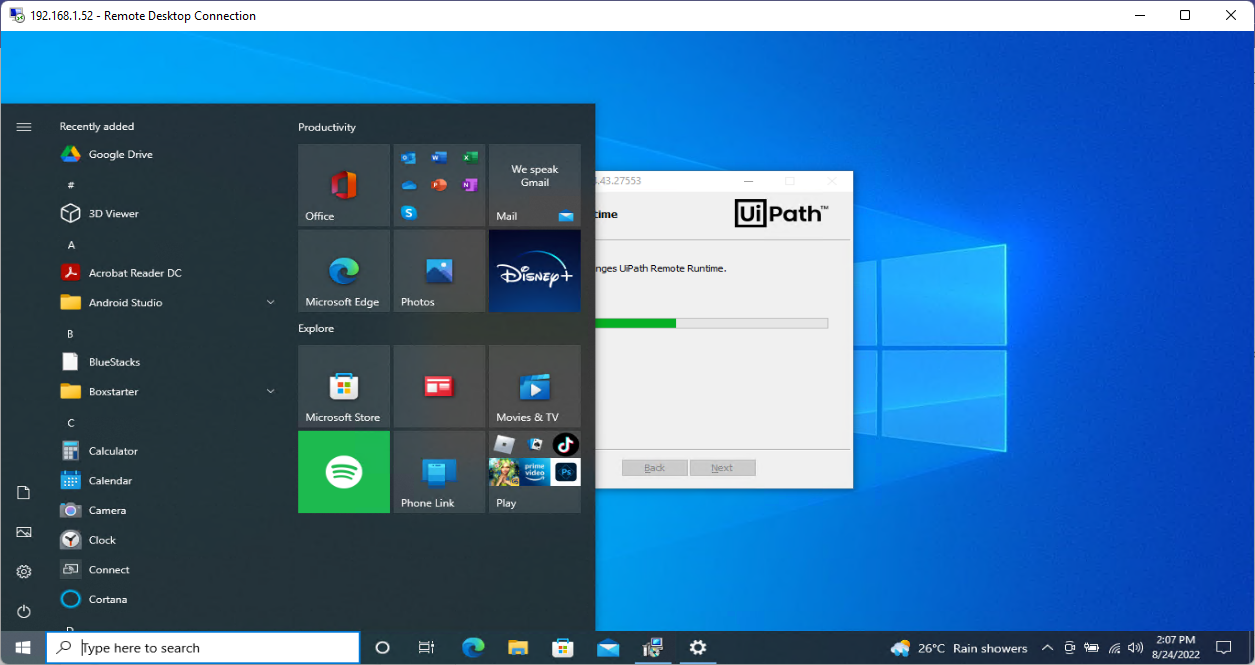 192.168.1.52 - Remote Desktop Connection
Recently added
Google Drive
#
3D Viewer
A
Acrobat Reader DC
Android Studio
B
BlueStacks
Boxstarter
C
Calculator
Calendar
Camera
Clock
Connect
Cortana
Productivity
Office
We speak
Gmail
Mail
Microsoft Edge
Photos
Disney+
Explore
Microsoft Store
Movies & TV
Phone Link
prime
video
Ps
Play
.43.27553
time
UiPath™
nges UiPath Remote Runtime.
Back
Next
Type here to search
26°C Rain showers
2:07 PM
8/24/2022